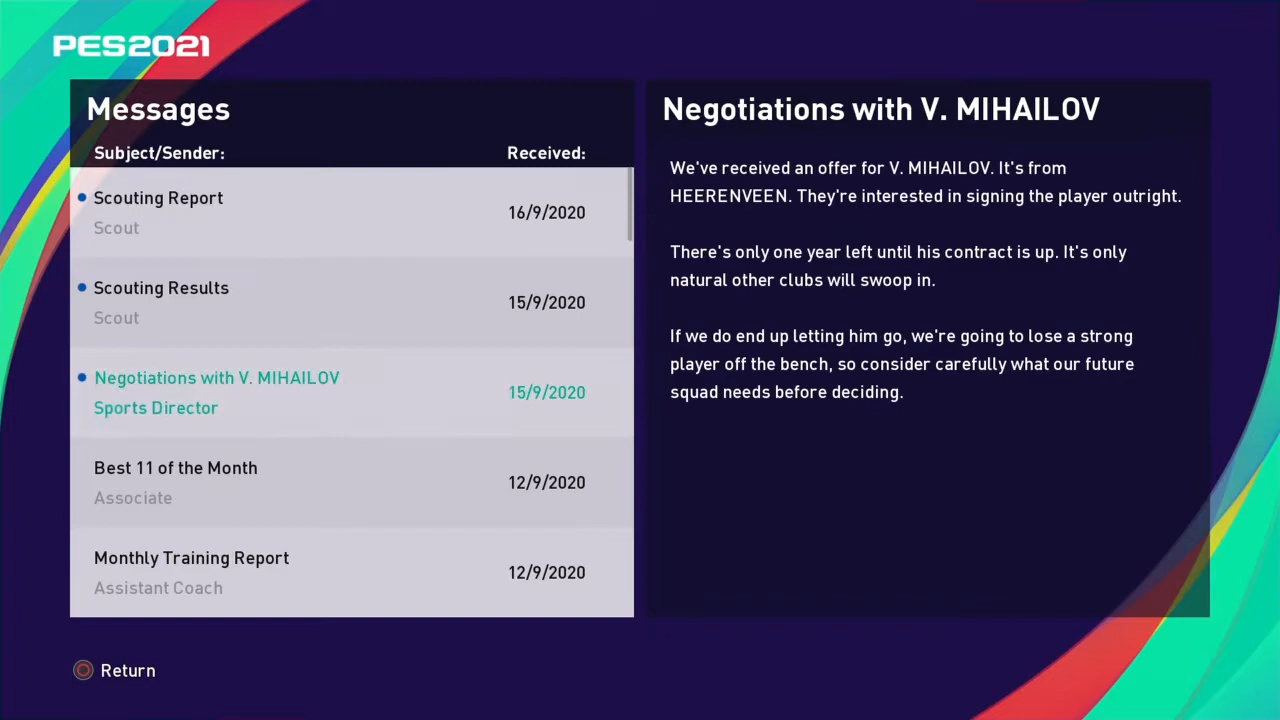 PES2021
Messages
Subject/Sender:
Received:
Scouting Report
Scout
16/9/2020
Scouting Results
Scout
15/9/2020
Negotiations with V. MIHAILOV
Sports Director
15/9/2020
Best 11 of the Month
Associate
12/9/2020
Monthly Training Report
Assistant Coach
12/9/2020
Negotiations with V. MIHAILOV
We've received an offer for V. MIHAILOV. It's from
HEERENVEEN. They're interested in signing the player outright.
There's only one year left until his contract is up. It's only
natural other clubs will swoop in.
If we do end up letting him go, we're going to lose a strong
player off the bench, so consider carefully what our future
squad needs before deciding.
Return